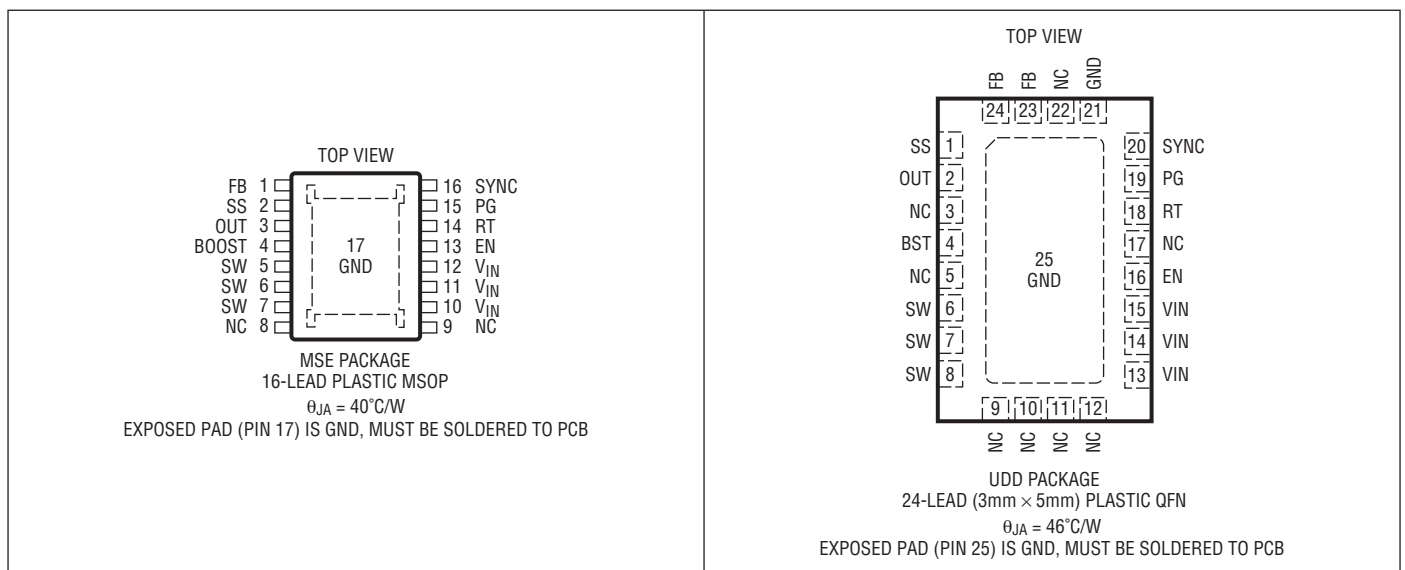 TOP VIEW
FB 1
SS 2
OUT 3
BOOST 4
SW 5
SW 6
SW 7
NC 8
17
GND
16 SYNC
15 PG
14 RT
13 EN
12 VIN
11 VIN
10 VIN
9 NC
MSE PACKAGE
16-LEAD PLASTIC MSOP
θJA = 40°C/W
EXPOSED PAD (PIN 17) IS GND, MUST BE SOLDERED TO PCB
TOP VIEW
FB FB NC GND
24 23 22 21
SS 1
OUT 2
NC 3
BST 4
NC 5
SW 6
SW 7
SW 8
25
GND
20 SYNC
19 PG
18 RT
17 NC
16 EN
15 VIN
14 VIN
13 VIN
9 10 11 12
NC NC NC NC
UDD PACKAGE
24-LEAD (3mm × 5mm) PLASTIC QFN
θJA = 46°C/W
EXPOSED PAD (PIN 25) IS GND, MUST BE SOLDERED TO PCB